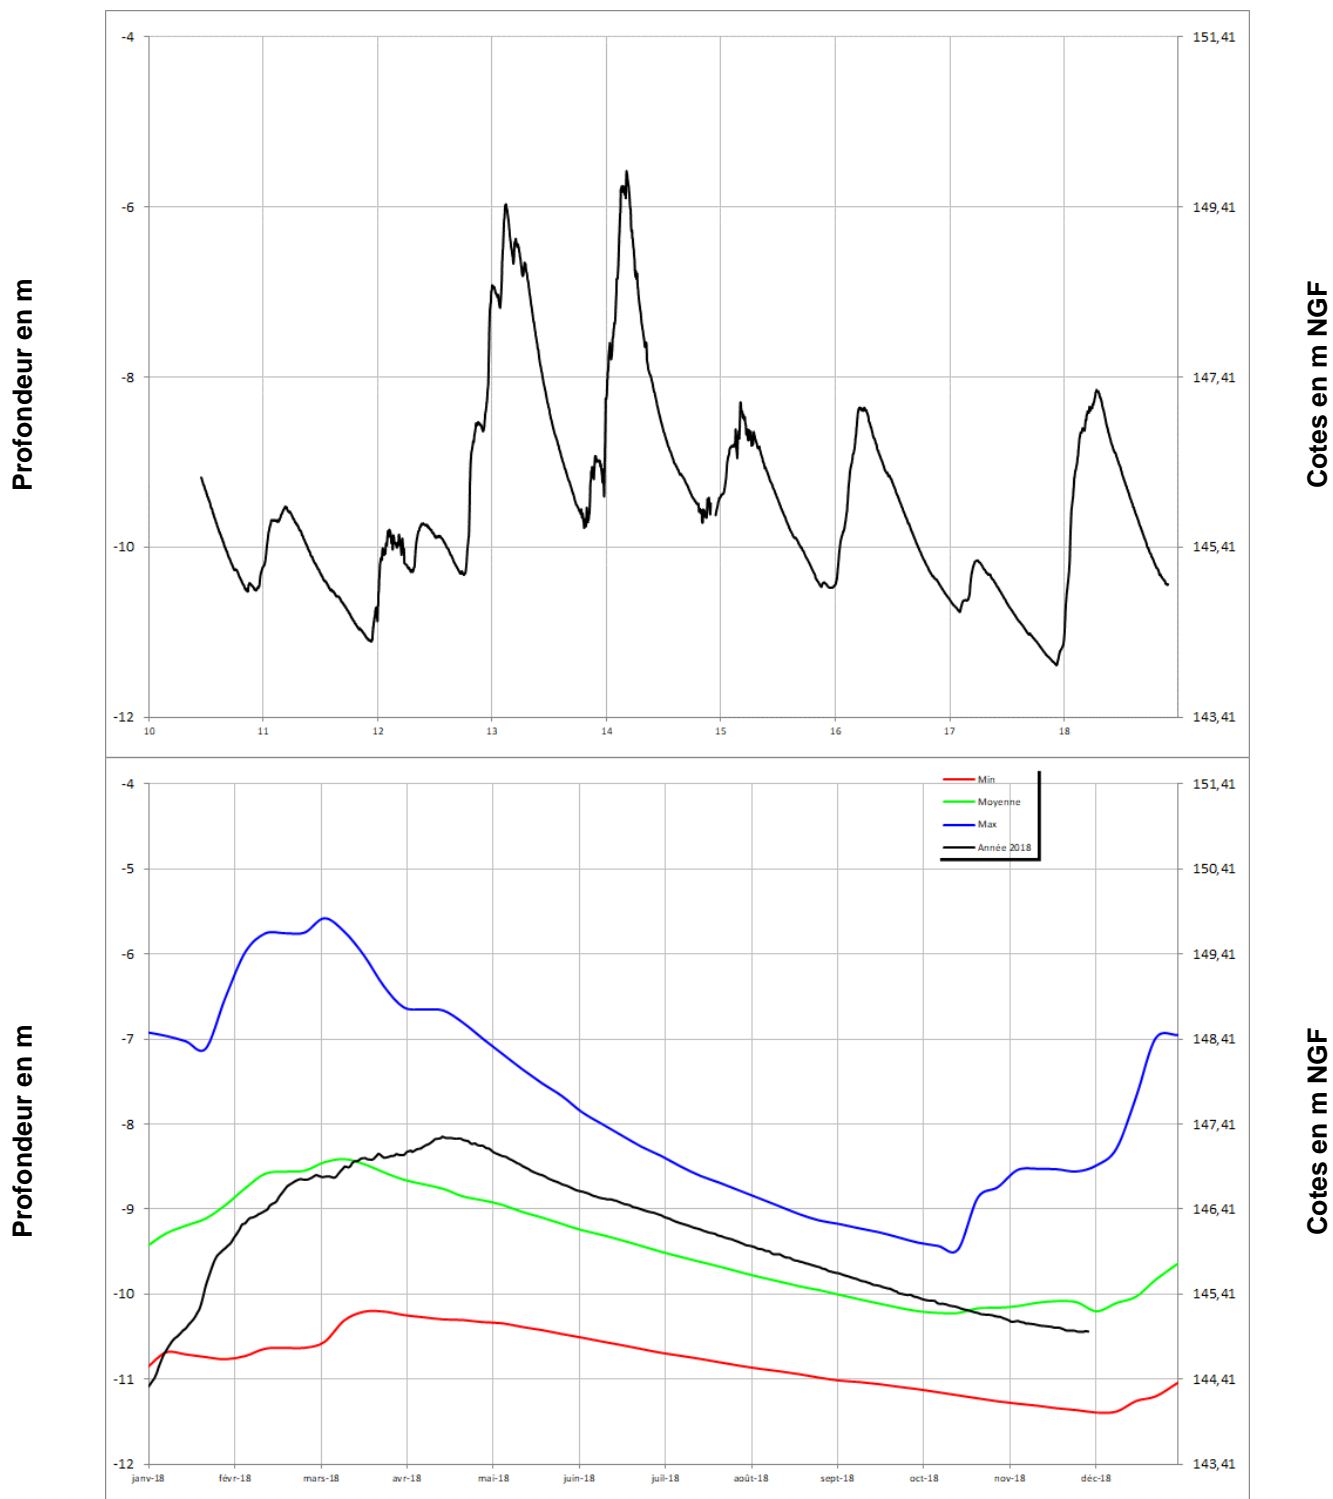 Profondeur en m
-4
-6
-8
-10
-12
151,41
149,41
147,41
145,41
143,41
Cotes en m NGF
10 11 12 13 14 15 16 17 18
Profondeur en m
-4
-5
-6
-7
-8
-9
-10
-11
-12
Min
Moyenne
Max
Année 2018
151,41
150,41
149,41
148,41
147,41
146,41
145,41
144,41
143,41
Cotes en m NGF
janv-18 févr-18 mars-18 avr-18 mai-18 juin-18 juil-18 août-18 sept-18 oct-18 nov-18 déc-18